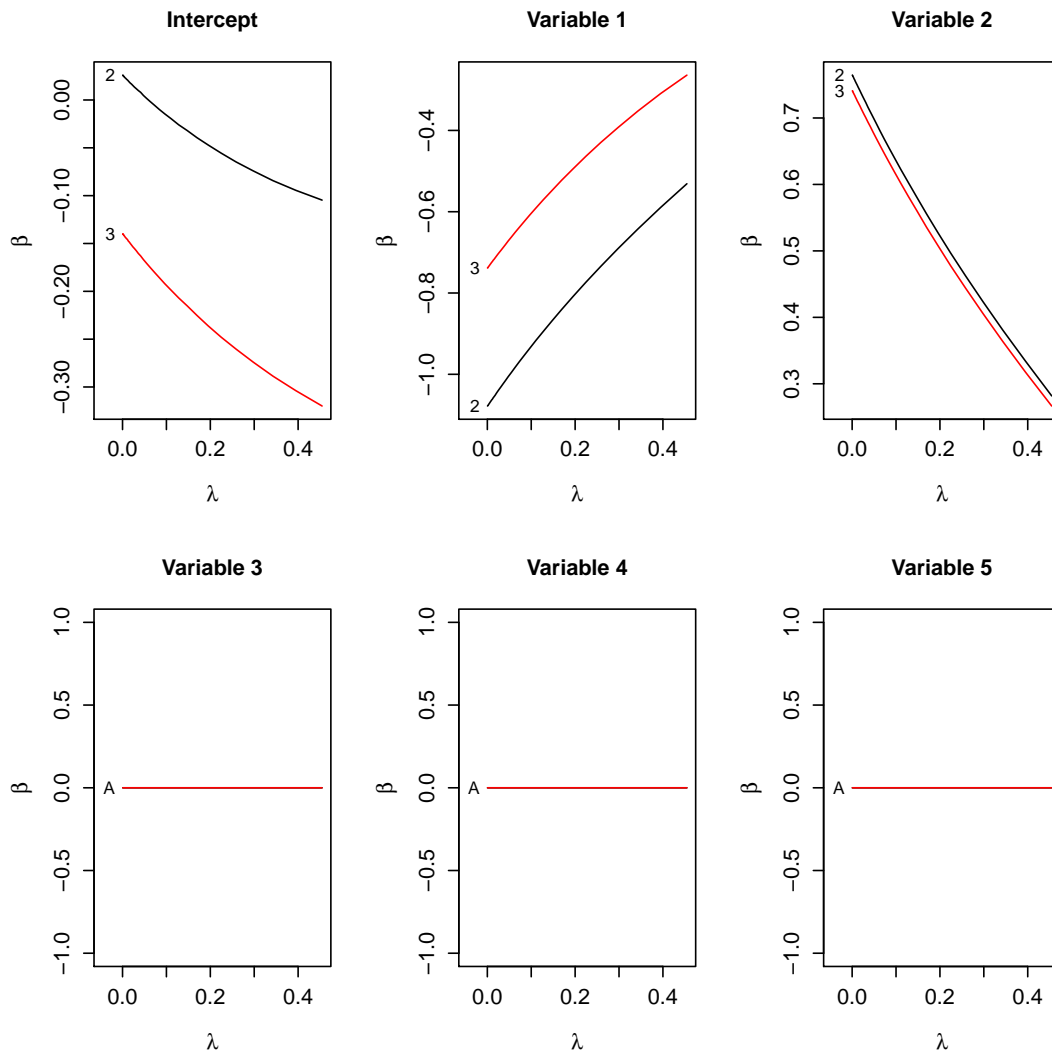 Intercept
β
0.00
−0.10
−0.20
−0.30
2
3
0.0 0.2 0.4
λ
Variable 1
β
−0.4
−0.6
−0.8
−1.0
3
2
0.0 0.2 0.4
λ
Variable 2
β
0.7
0.6
0.5
0.4
0.3
2
3
0.0 0.2 0.4
λ
Variable 3
β
1.0
0.5
0.0
−0.5
−1.0
A
0.0 0.2 0.4
λ
Variable 4
β
1.0
0.5
0.0
−0.5
−1.0
A
0.0 0.2 0.4
λ
Variable 5
β
1.0
0.5
0.0
−0.5
−1.0
A
0.0 0.2 0.4
λ